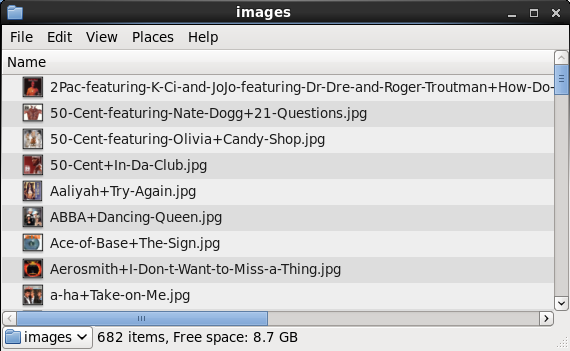 images
File Edit View Places Help
Name
2Pac-featuring-K-Ci-and-JoJo-featuring-Dr-Dre-and-Roger-Troutman+How-Do-
50-Cent-featuring-Nate-Dogg+21-Questions.jpg
50-Cent-featuring-Olivia+Candy-Shop.jpg
50-Cent+In-Da-Club.jpg
Aaliyah+Try-Again.jpg
ABBA+Dancing-Queen.jpg
Ace-of-Base+The-Sign.jpg
Aerosmith+I-Don-t-Want-to-Miss-a-Thing.jpg
a-ha+Take-on-Me.jpg
images 682 items, Free space: 8.7 GB